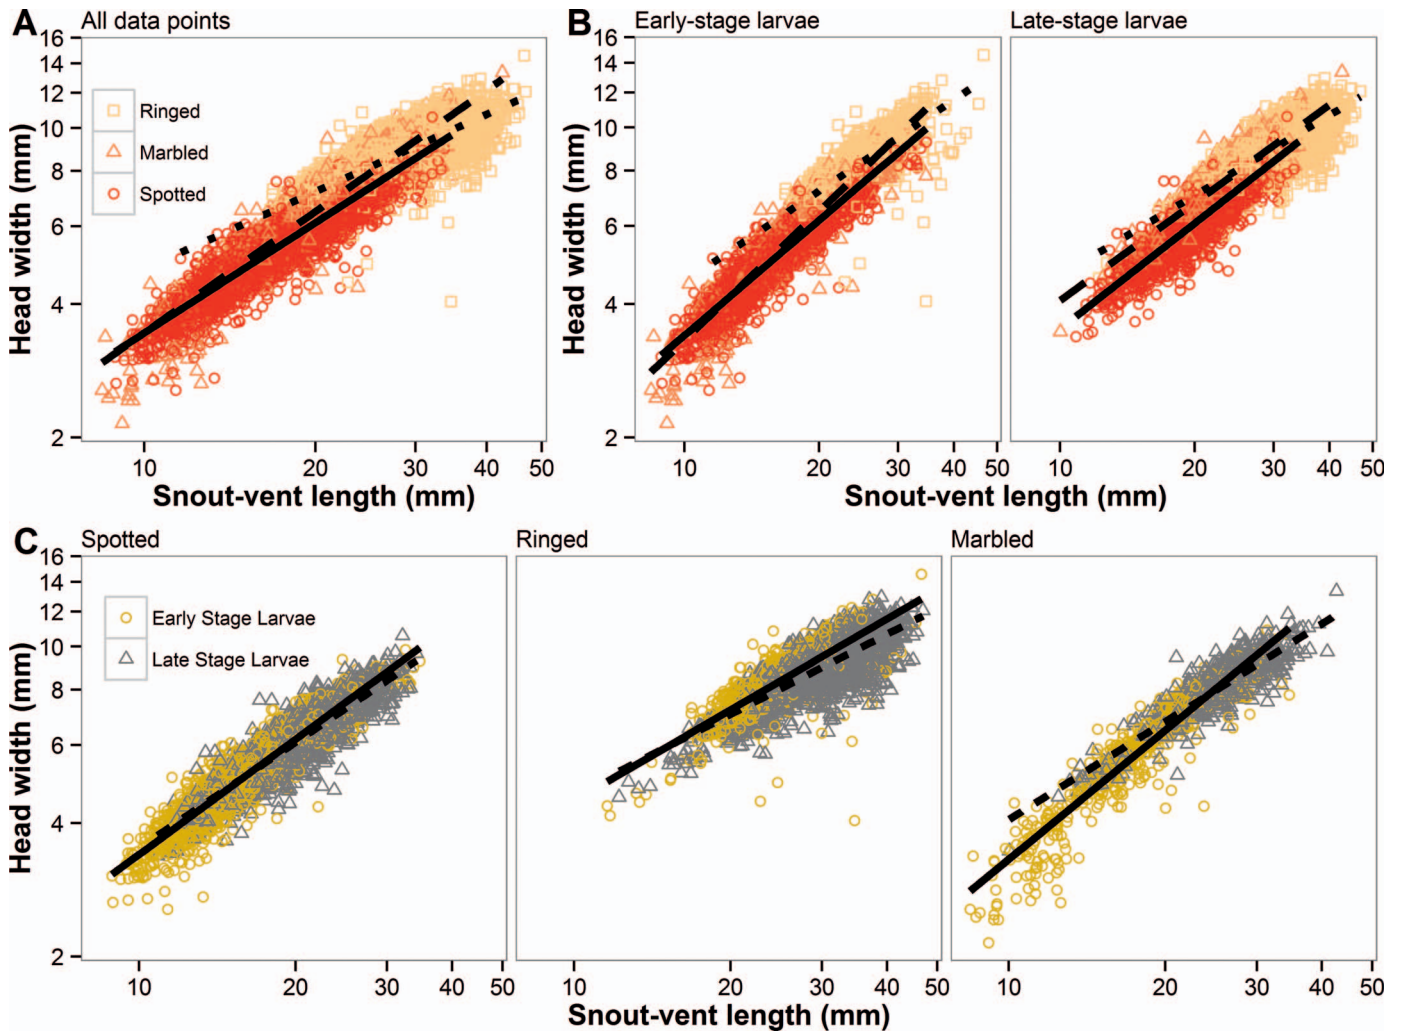 A All data points
B Early-stage larvae Late-stage larvae
16
14
12
10
8
6
4
2
Head width (mm)
Ringed
Marbled
Spotted
10 20 30 40 50
Snout-vent length (mm)
16
14
12
10
8
6
4
2
Head width (mm)
10 20 30 40 50
10 20 30 40 50
Snout-vent length (mm)
C Spotted Ringed Marbled
16
14
12
10
8
6
4
2
Head width (mm)
Early Stage Larvae
Late Stage Larvae
10 20 30 40 50
10 20 30 40 50
10 20 30 40 50
Snout-vent length (mm)